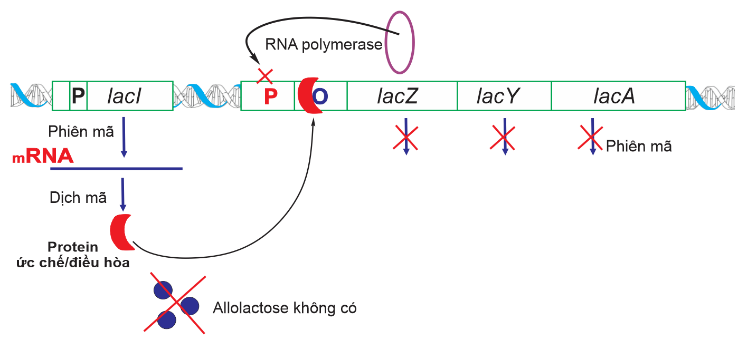 RNA polymerase
P lacI P O lacZ lacY lacA
Phiên mã
Phiên mã
mRNA
Dịch mã
Protein
ức chế/điều hòa
Allolactose không có